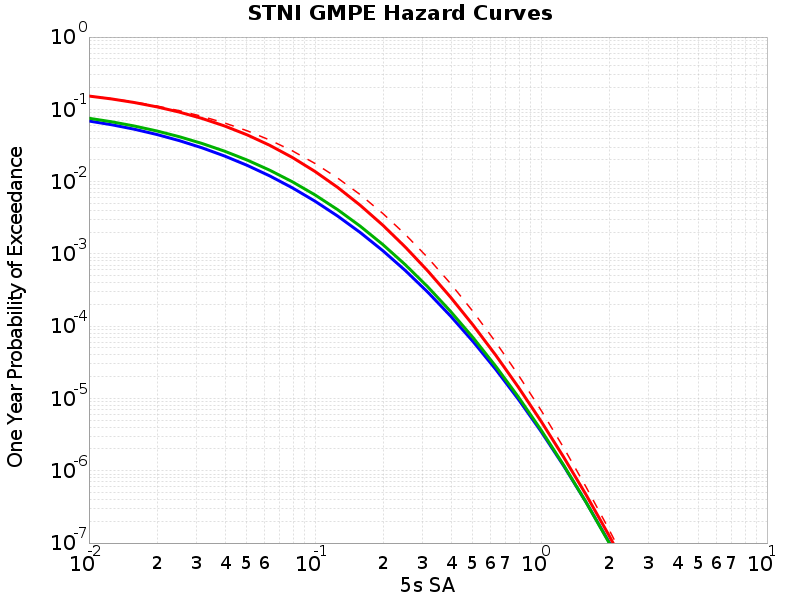 STNI GMPE Hazard Curves
One Year Probability of Exceedance
10^0
10^-1
10^-2
10^-3
10^-4
10^-5
10^-6
10^-7
10^-2 2 3 4 5 6 10^-1 2 3 4 5 6 7 10^0 2 3 4 5 6 7 10^1
5s SA